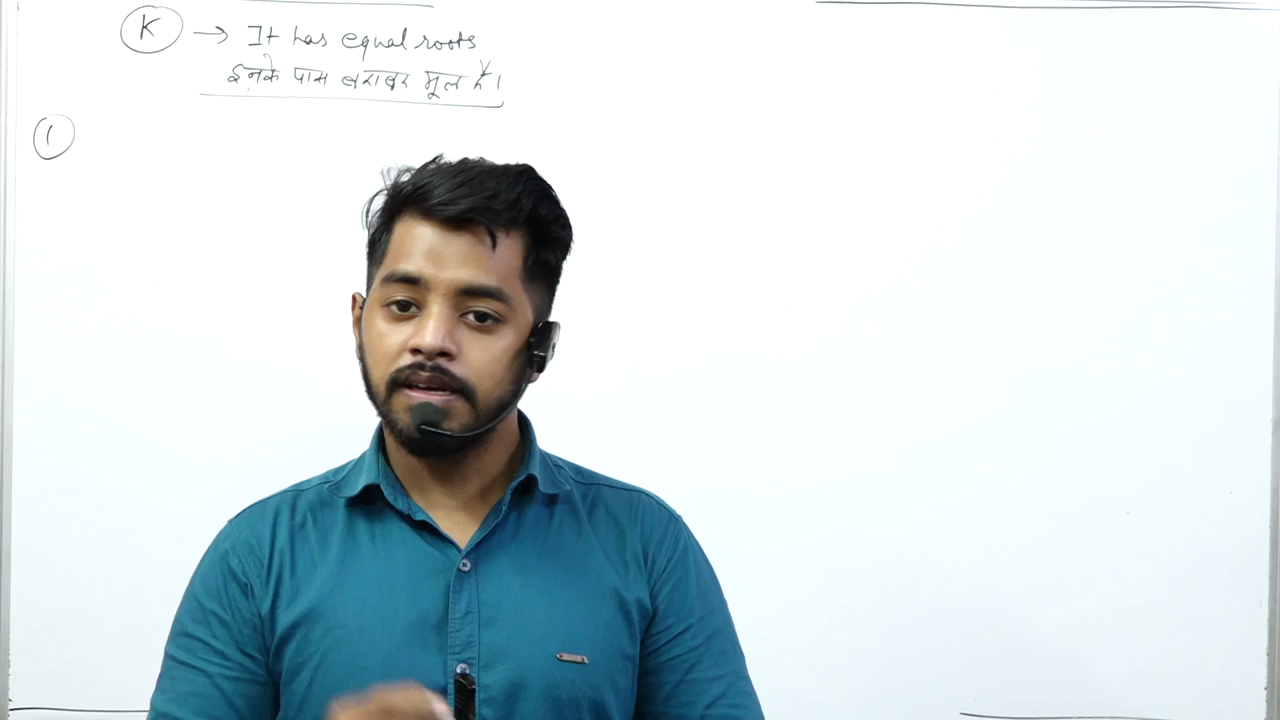 K → It has equal roots
इनके पास बराबर मूल हैं।
1